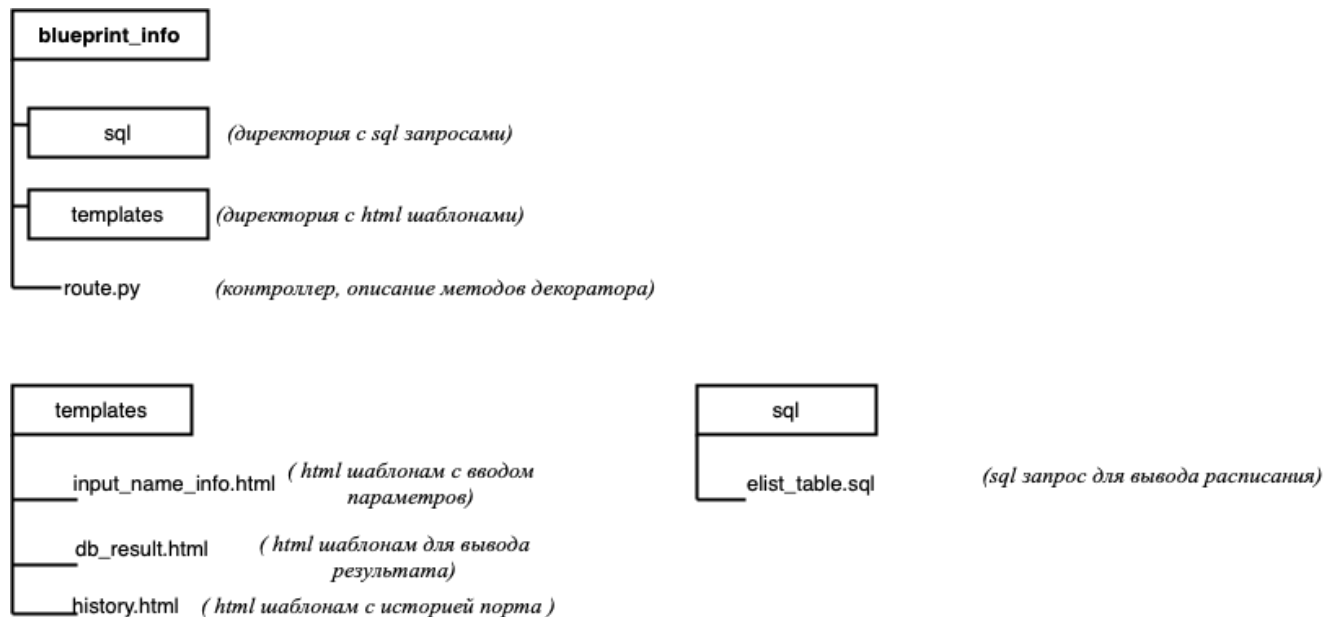 blueprint_info
sql (директория с sql запросами)
templates (директория с html шаблонами)
route.py (контроллер, описание методов декоратора)
templates
input_name_info.html ( html шаблонам с вводом
параметров)
db_result.html ( html шаблонам для вывода
результата)
history.html ( html шаблонам с историей порта )
sql
elist_table.sql (sql запрос для вывода расписания)